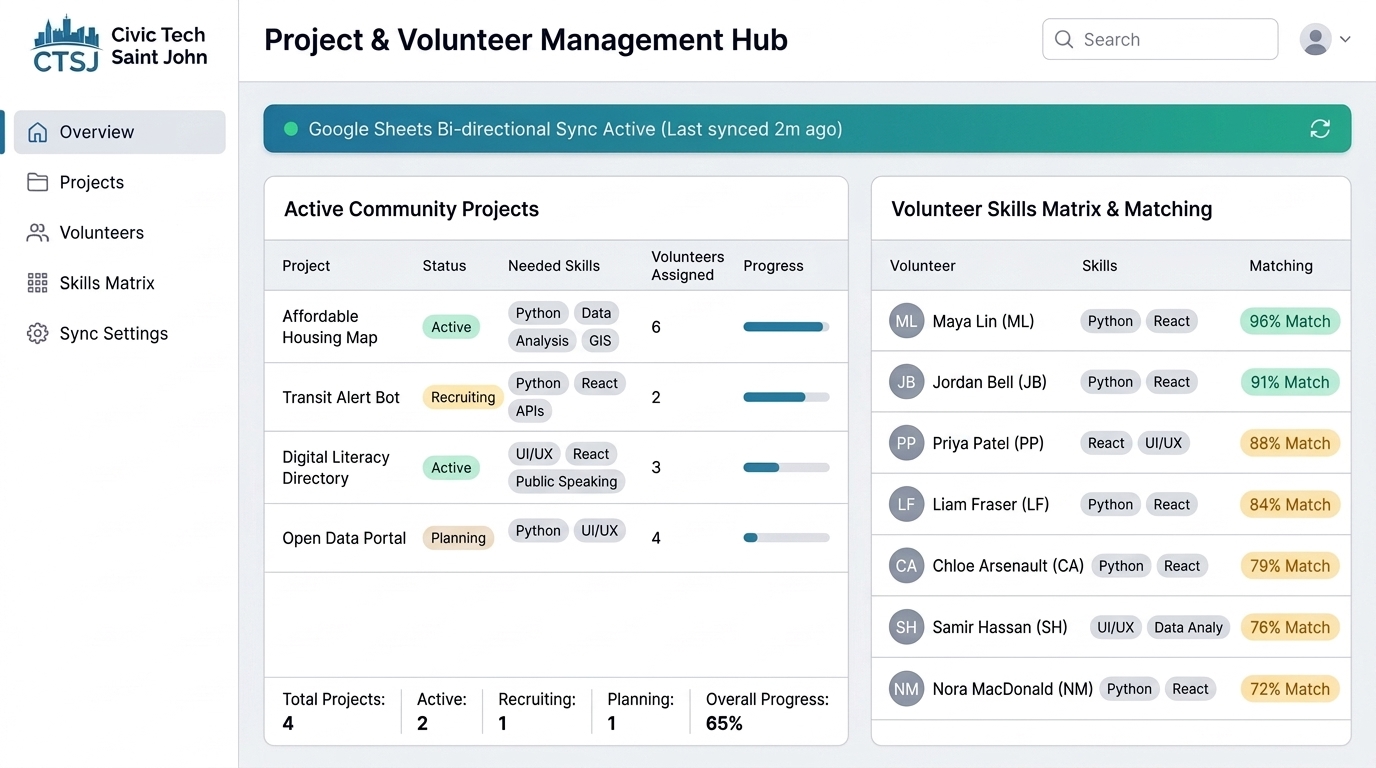 CTSJ
Civic Tech
Saint John
Project & Volunteer Management Hub
Search
Overview
Projects
Volunteers
Skills Matrix
Sync Settings
Google Sheets Bi-directional Sync Active (Last synced 2m ago)
Active Community Projects
Project Status Needed Skills Volunteers Assigned Progress
Affordable
Housing Map
Active
Python Data
Analysis GIS
6
Transit Alert Bot
Recruiting
Python React
APIs
2
Digital Literacy
Directory
Active
UI/UX React
Public Speaking
3
Open Data Portal
Planning
Python UI/UX
4
Total Projects: Active: Recruiting: Planning: Overall Progress:
4 2 1 1 65%
Volunteer Skills Matrix & Matching
Volunteer Skills Matching
ML Maya Lin (ML) Python React 96% Match
JB Jordan Bell (JB) Python React 91% Match
PP Priya Patel (PP) React UI/UX 88% Match
LF Liam Fraser (LF) Python React 84% Match
CA Chloe Arsenault (CA) Python React 79% Match
SH Samir Hassan (SH) UI/UX Data Analy 76% Match
NM Nora MacDonald (NM) Python React 72% Match